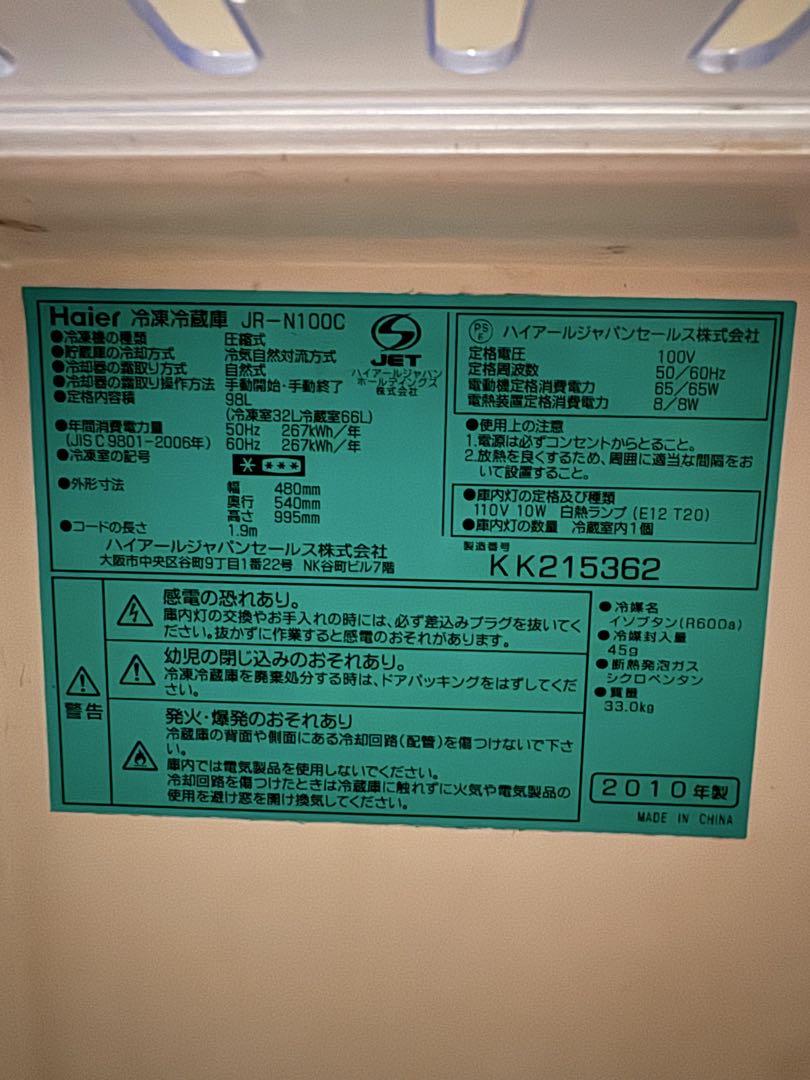 Haier 冷凍冷蔵庫 JR-N100C
●冷凍機の種類 圧縮式
●貯蔵庫の冷却方式 冷気自然対流方式
●冷却器の霜取り方式 自然式
●冷却器の霜取り操作方法 手動開始・手動終了
●定格内容積 98L
(冷凍室32L冷蔵室66L)
●年間消費電力量 50Hz 267kWh/年
(JIS C 9801-2006年) 60Hz 267kWh/年
●冷凍室の記号
●外形寸法 幅 480mm
奥行 540mm
高さ 995mm
●コードの長さ 1.9m
ハイアールジャパンセールス株式会社
大阪市中央区谷町9丁目1番22号 NK谷町ビル7階
S
JET
ハイアールジャパン
ホールディングス
株式会社
PS
E ハイアールジャパンセールス株式会社
定格電圧 100V
定格周波数 50/60Hz
電動機定格消費電力 65/65W
電熱装置定格消費電力 8/8W
●使用上の注意
1.電源は必ずコンセントからとること。
2.放熱を良くするため、周囲に適当な間隔をお
いて設置すること。
●庫内灯の定格及び種類
110V 10W 白熱ランプ (E12 T20)
●庫内灯の数量 冷蔵室内1個
製造番号
KK215362
警告
感電の恐れあり。
庫内灯の交換やお手入れの時には、必ず差込みプラグを抜いてく
ださい。抜かずに作業すると感電のおそれがあります。
幼児の閉じ込めのおそれあり。
冷凍冷蔵庫を廃棄処分する時は、ドアパッキングをはずしてくだ
さい。
発火・爆発のおそれあり
冷蔵庫の背面や側面にある冷却回路(配管)を傷つけないで下さ
い。
庫内では電気製品を使用しないでください。
冷却回路を傷つけたときは冷蔵庫に触れずに火気や電気製品の
使用を避け窓を開け換気してください。
●冷媒名
イソブタン(R600a)
●冷媒封入量
45g
●断熱発泡ガス
シクロペンタン
●質量
33.0kg
2010年製
MADE IN CHINA